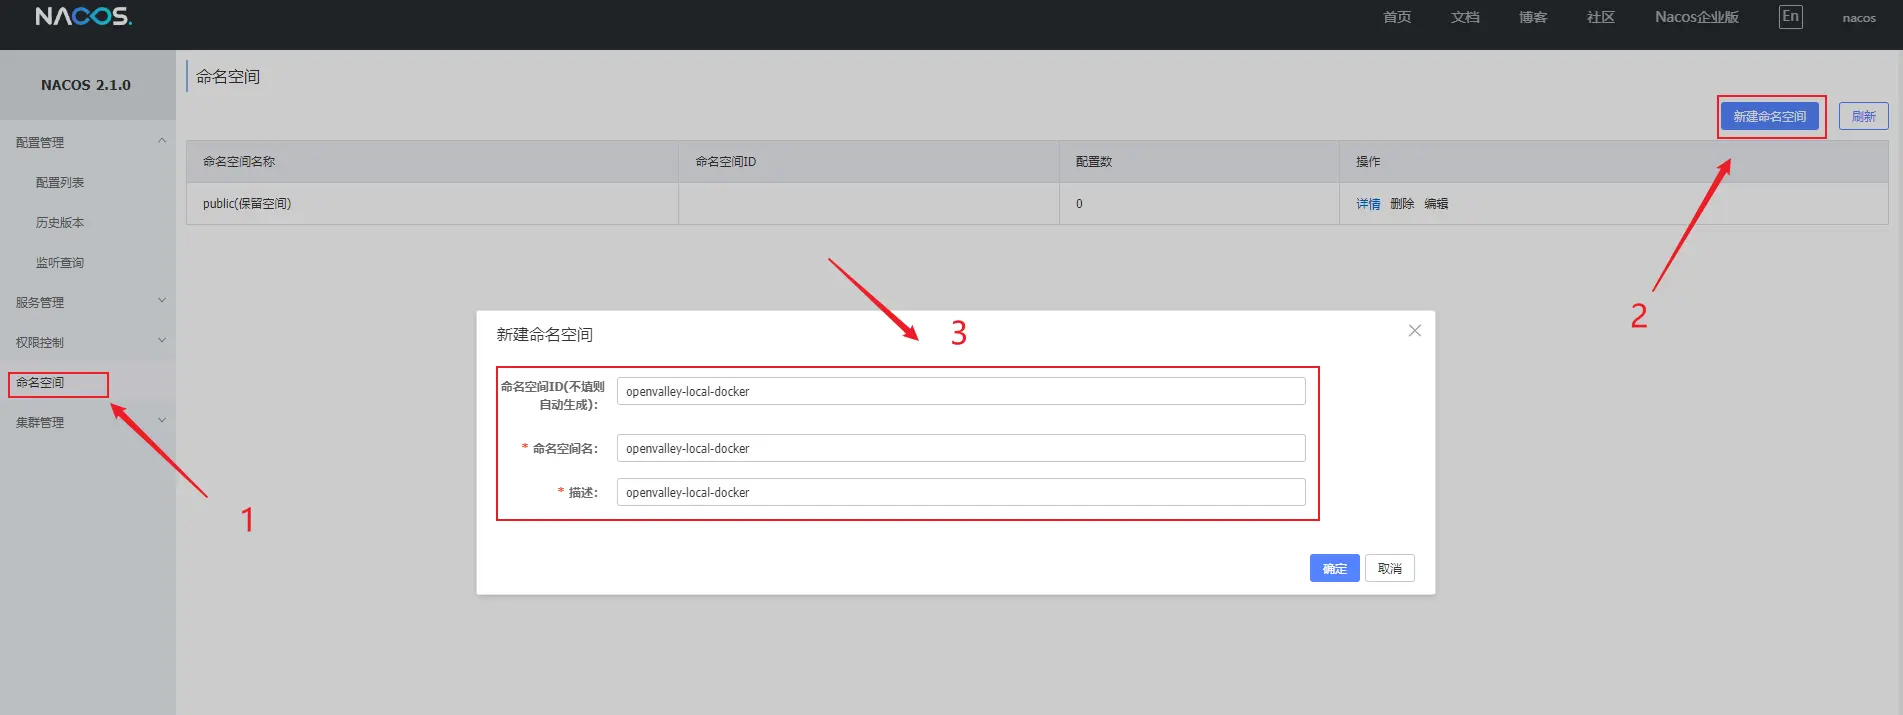 NACOS.
首页 文档 博客 社区 Nacos企业版 En nacos
NACOS 2.1.0
配置管理
配置列表
历史版本
监听查询
服务管理
权限控制
命名空间
集群管理
命名空间
新建命名空间 刷新
命名空间名称 命名空间ID 配置数 操作
public(保留空间) 0 详情 删除 编辑
1
2
3
新建命名空间
命名空间ID(不填则
自动生成): openvalley-local-docker
* 命名空间名: openvalley-local-docker
* 描述: openvalley-local-docker
确定 取消